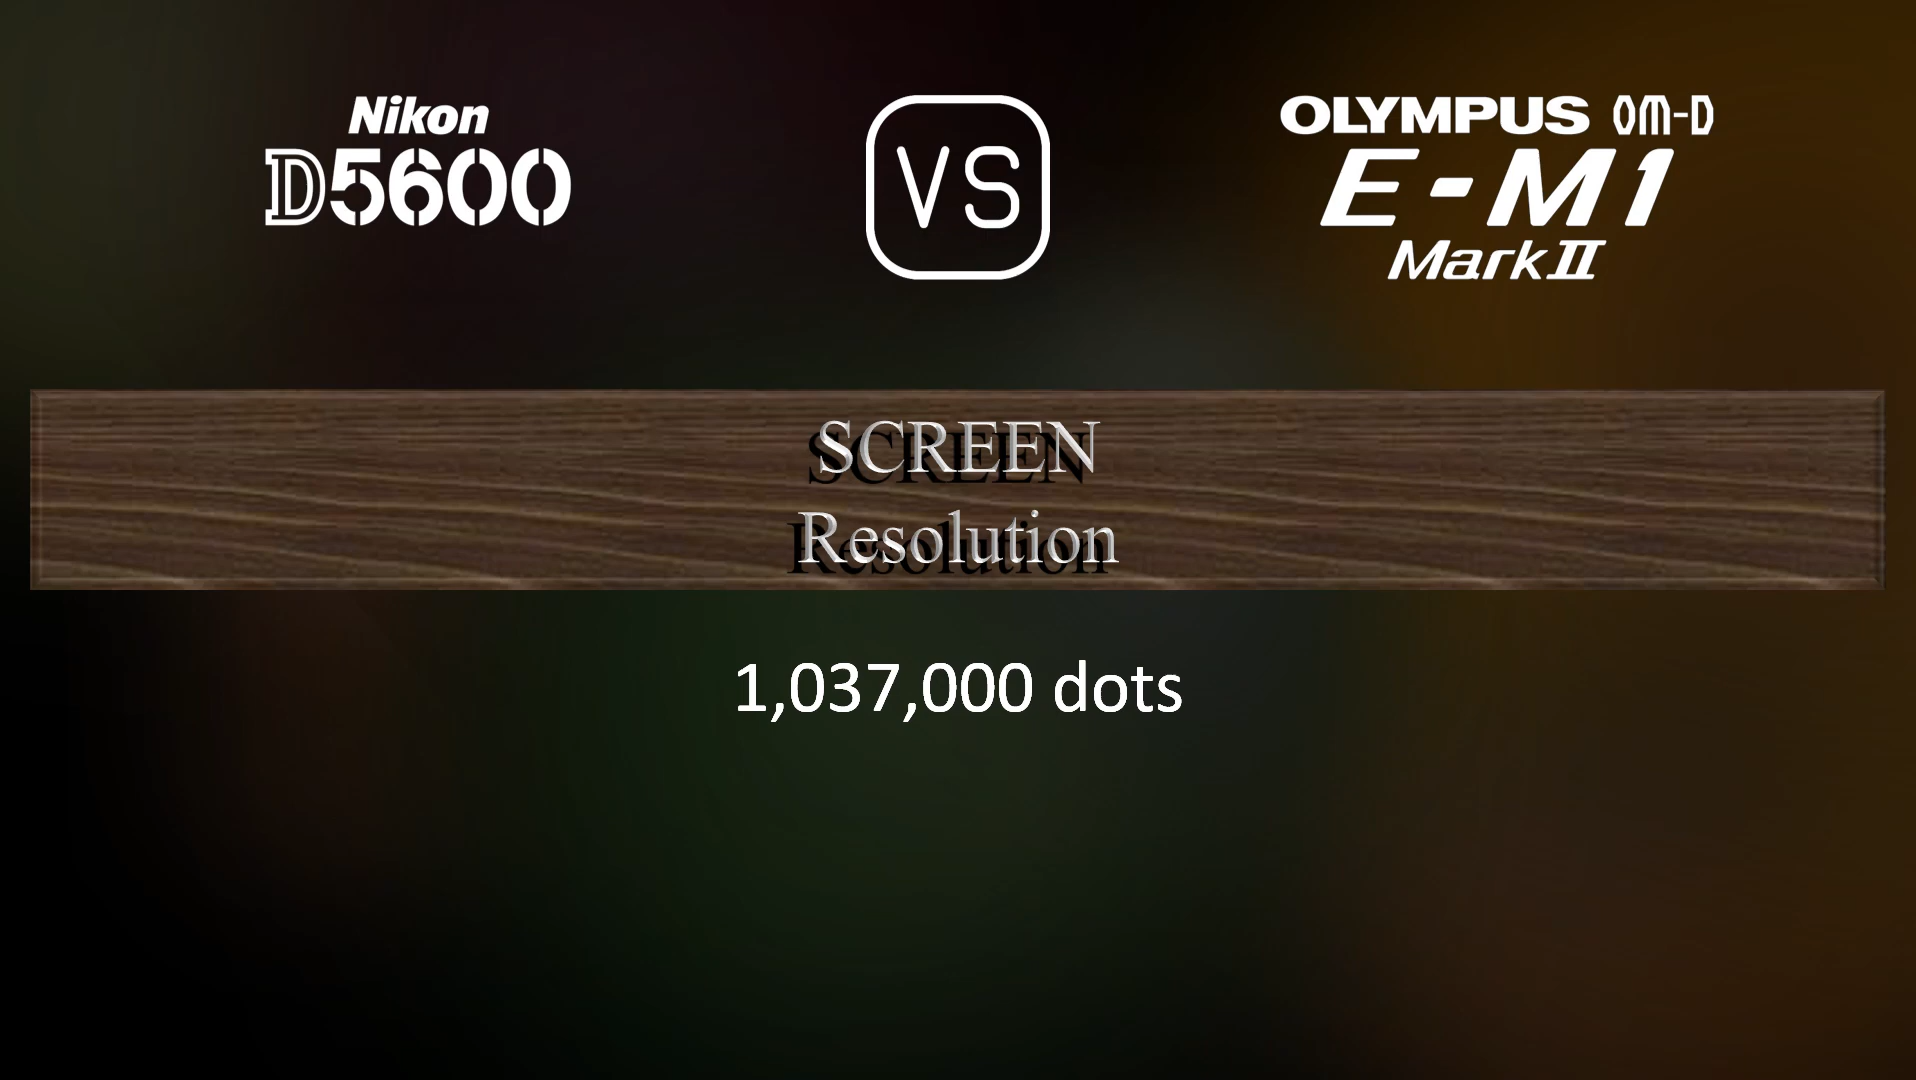 Nikon
D5600
VS
OLYMPUS OM-D
E-M1
Mark II
SCREEN
Resolution
1,037,000 dots